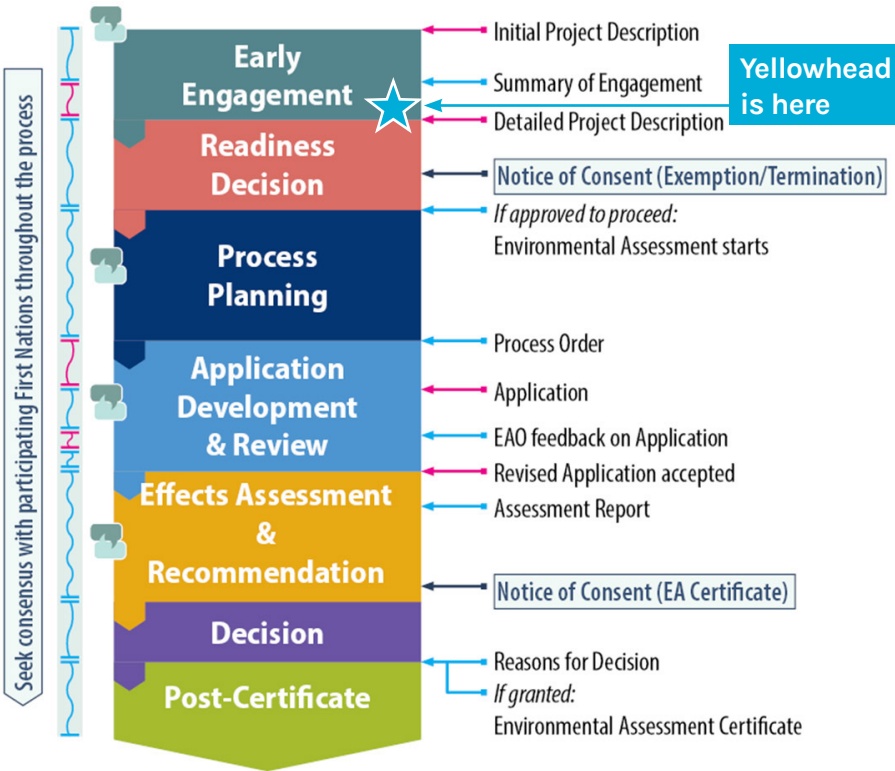 Seek consensus with participating First Nations throughout the process
Early
Engagement
Initial Project Description
Summary of Engagement
Yellowhead
is here
Detailed Project Description
Readiness
Decision
Notice of Consent (Exemption/Termination)
If approved to proceed:
Environmental Assessment starts
Process
Planning
Process Order
Application
Development
& Review
Application
EAO feedback on Application
Revised Application accepted
Effects Assessment
&
Recommendation
Assessment Report
Notice of Consent (EA Certificate)
Decision
Reasons for Decision
If granted:
Environmental Assessment Certificate
Post-Certificate